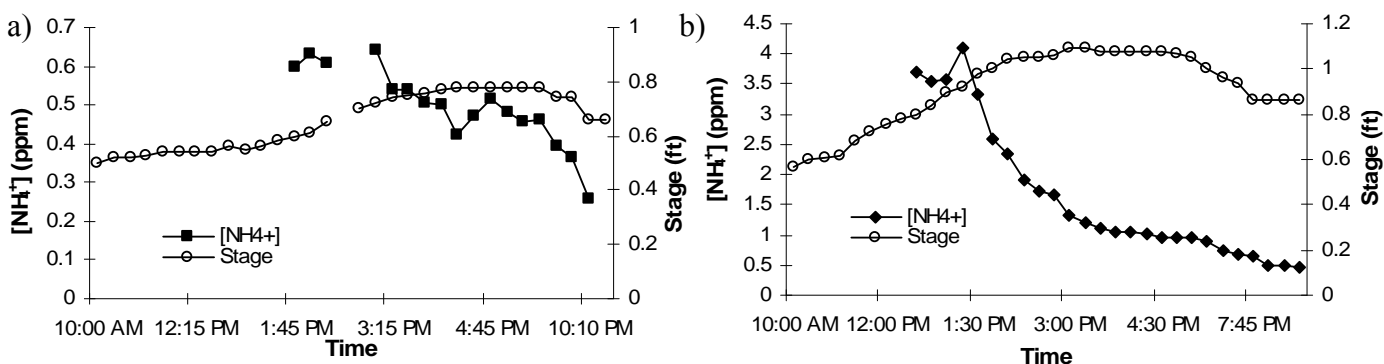 a)
[NH4+] (ppm)
0.7
0.6
0.5
0.4
0.3
0.2
0.1
0
1
0.8
0.6
0.4
0.2
0
Stage (ft)
[NH4+]
Stage
10:00 AM 12:15 PM 1:45 PM 3:15 PM 4:45 PM 10:10 PM
Time
b)
[NH4+] (ppm)
4.5
4
3.5
3
2.5
2
1.5
1
0.5
0
1.2
1
0.8
0.6
0.4
0.2
0
Stage (ft)
[NH4+]
Stage
10:00 AM 12:00 PM 1:30 PM 3:00 PM 4:30 PM 7:45 PM
Time